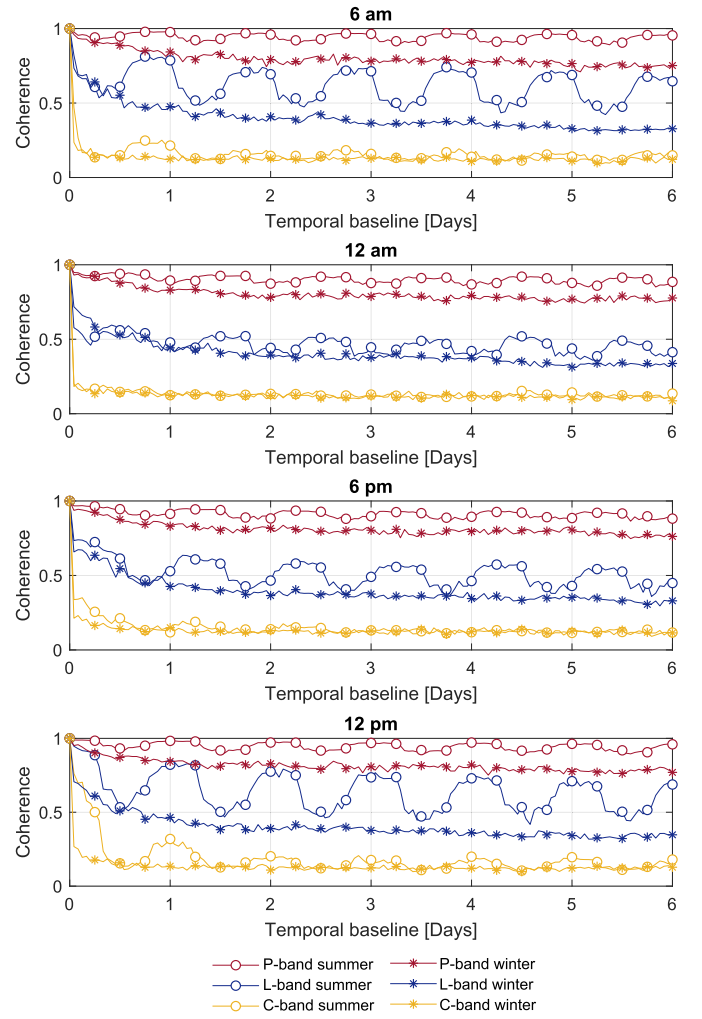 6 am
1
0.5
0
Coherence
0 1 2 3 4 5 6
Temporal baseline [Days]
12 am
1
0.5
0
Coherence
0 1 2 3 4 5 6
Temporal baseline [Days]
6 pm
1
0.5
0
Coherence
0 1 2 3 4 5 6
Temporal baseline [Days]
12 pm
1
0.5
0
Coherence
0 1 2 3 4 5 6
Temporal baseline [Days]
P-band summer P-band winter
L-band summer L-band winter
C-band summer C-band winter